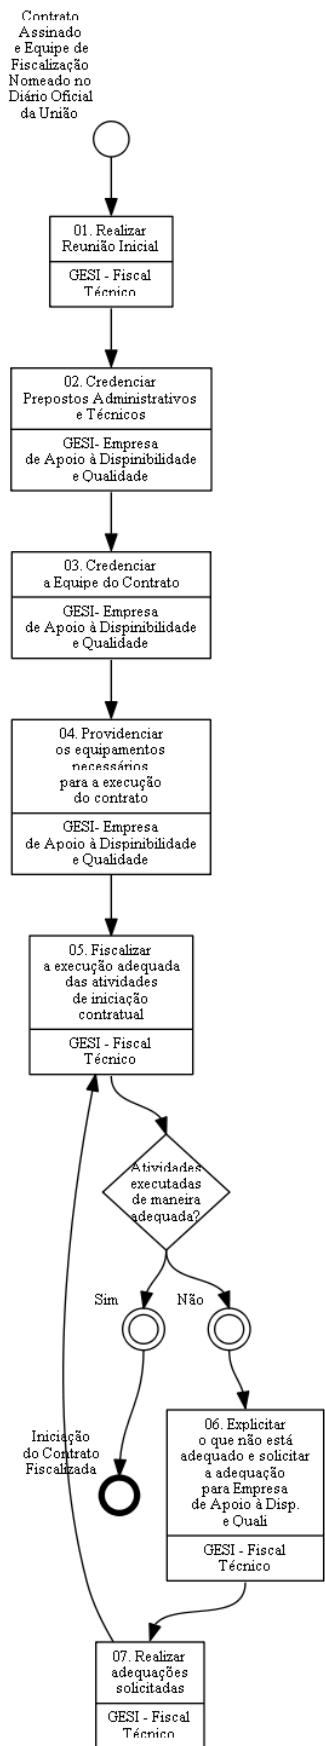 Contrato
Assinado
e Equipe de
Fiscalização
Nomeado no
Diário Oficial
da União
01. Realizar
Reunião Inicial
GESI - Fiscal
Técnico
02. Credenciar
Prepostos Administrativos
e Técnicos
GESI- Empresa
de Apoio à Dispinibilidade
e Qualidade
03. Credenciar
a Equipe do Contrato
GESI- Empresa
de Apoio à Dispinibilidade
e Qualidade
04. Providenciar
os equipamentos
necessários
para a execução
do contrato
GESI- Empresa
de Apoio à Dispinibilidade
e Qualidade
05. Fiscalizar
a execução adequada
das atividades
de iniciação
contratual
GESI - Fiscal
Técnico
Atividades
executadas
de maneira
adequada?
Sim
Não
Iniciação
do Contrato
Fiscalizada
06. Explicitar
o que não está
adequado e solicitar
a adequação
para Empresa
de Apoio à Disp.
e Quali
GESI - Fiscal
Técnico
07. Realizar
adequações
solicitadas
GESI - Fiscal
Técnico